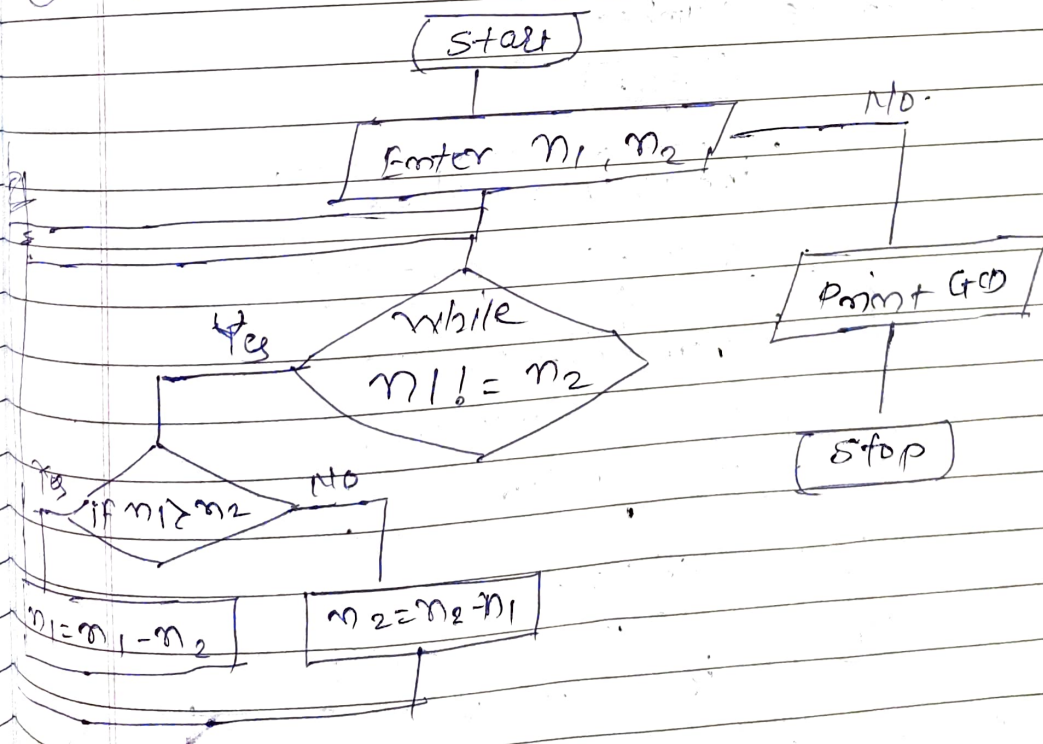 Start
Enter n1, n2
No.
while
n1! = n2
Yes
Print GCD
Stop
Yes
if n1> n2
No
n1=n1-n2
n2=n2-n1